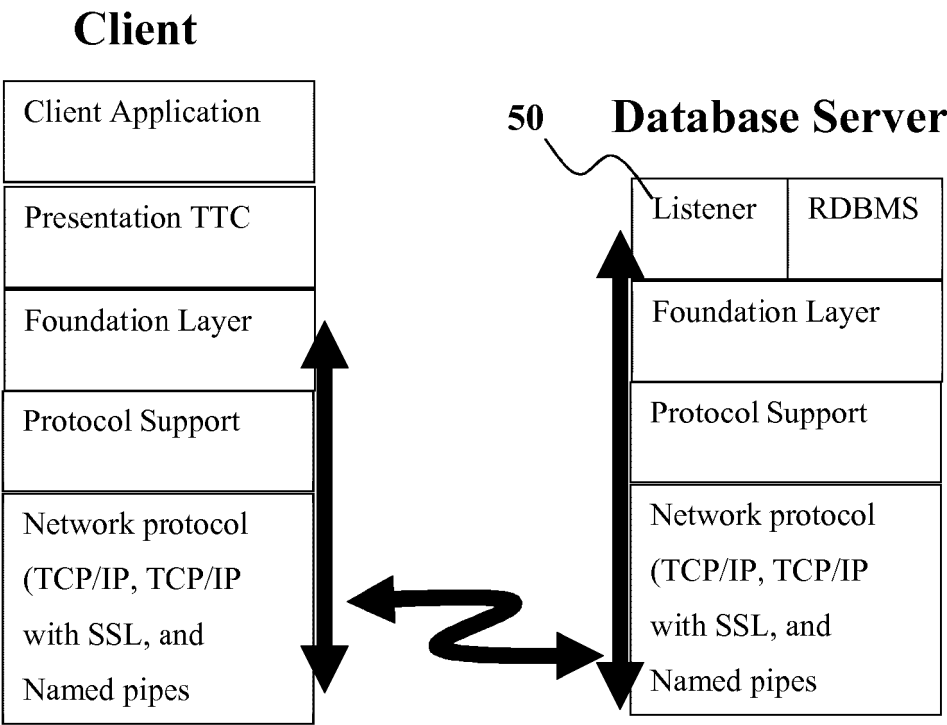 Client
Client Application
Presentation TTC
Foundation Layer
Protocol Support
Network protocol
(TCP/IP, TCP/IP
with SSL, and
Named pipes
50
Database Server
Listener
RDBMS
Foundation Layer
Protocol Support
Network protocol
(TCP/IP, TCP/IP
with SSL, and
Named pipes